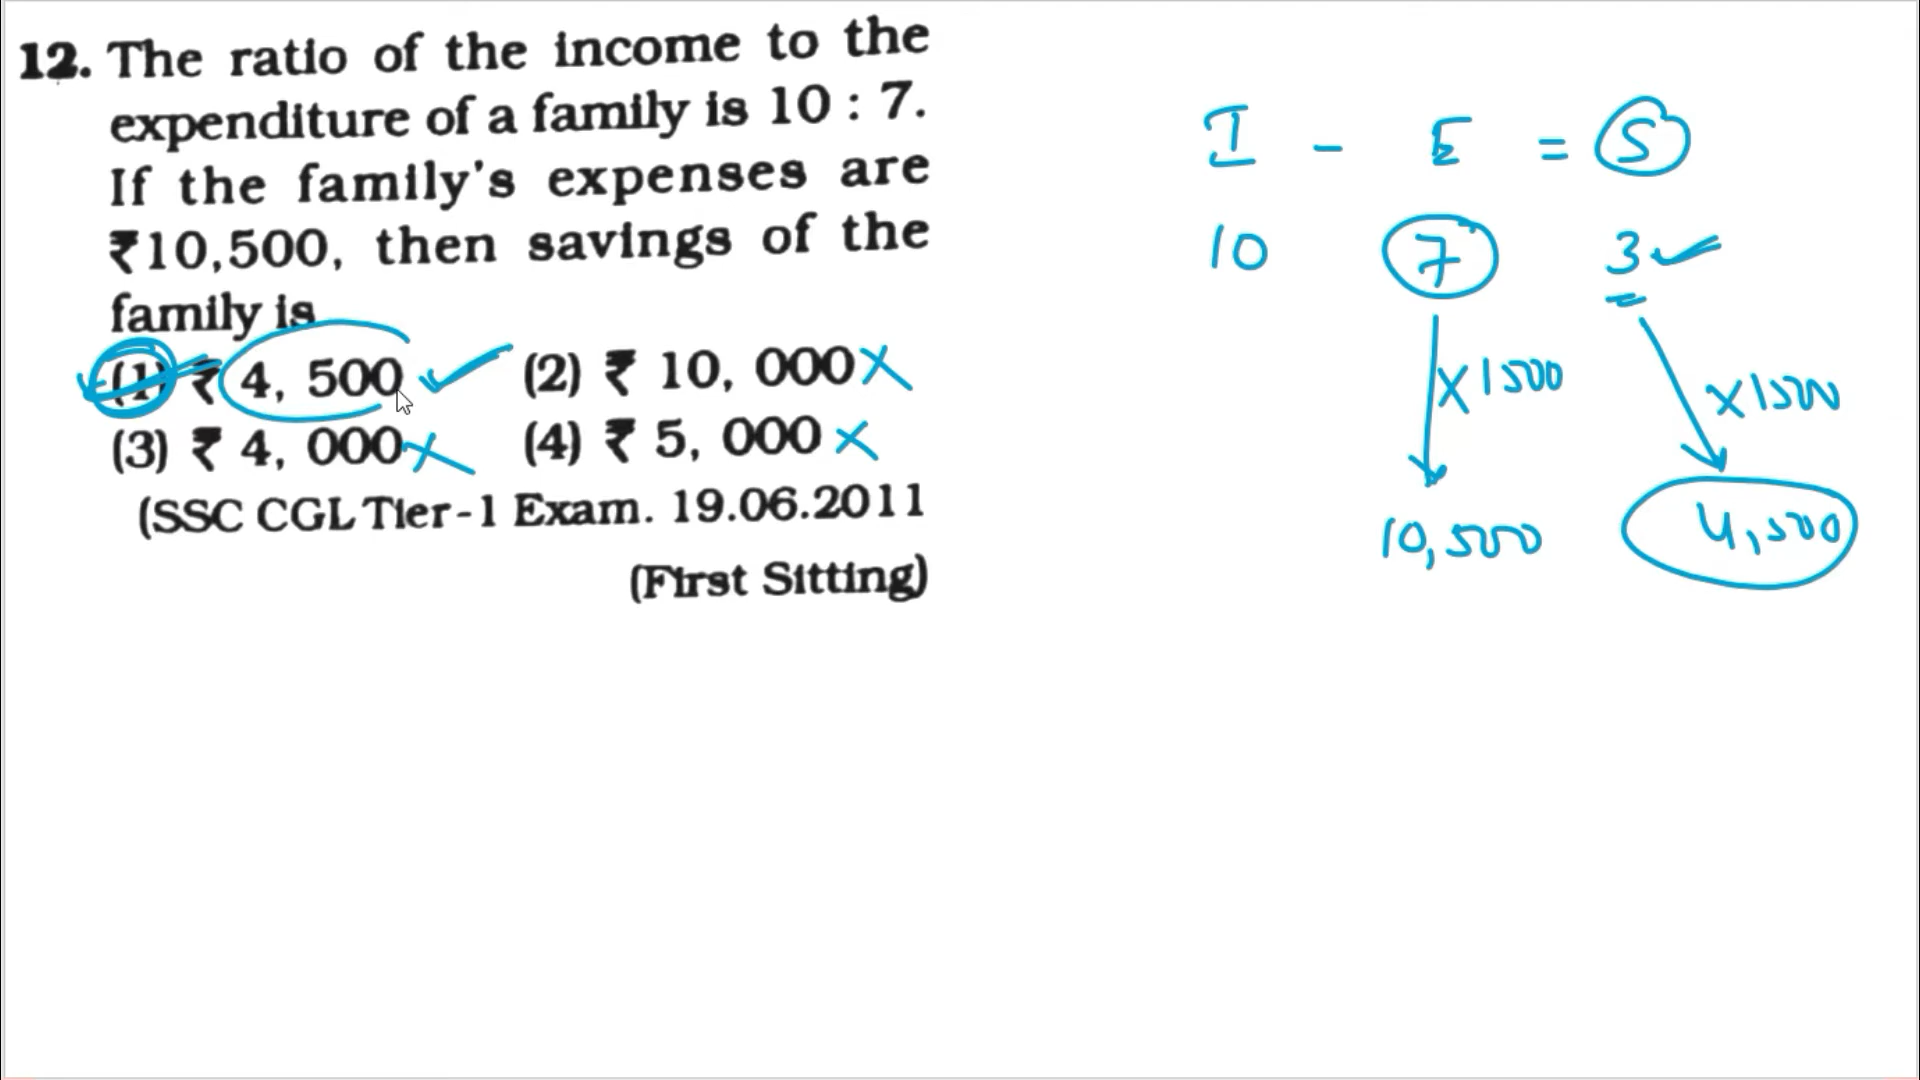 12. The ratio of the income to the
expenditure of a family is 10 : 7.
If the family's expenses are
₹10,500, then savings of the
family is
(1) ₹ 4, 500 (2) ₹ 10, 000
(3) ₹ 4, 000 (4) ₹ 5, 000
(SSC CGL Tier-1 Exam. 19.06.2011
(First Sitting)
I - E = S
10 7 3
×1500 ×1500
10,500 4,500